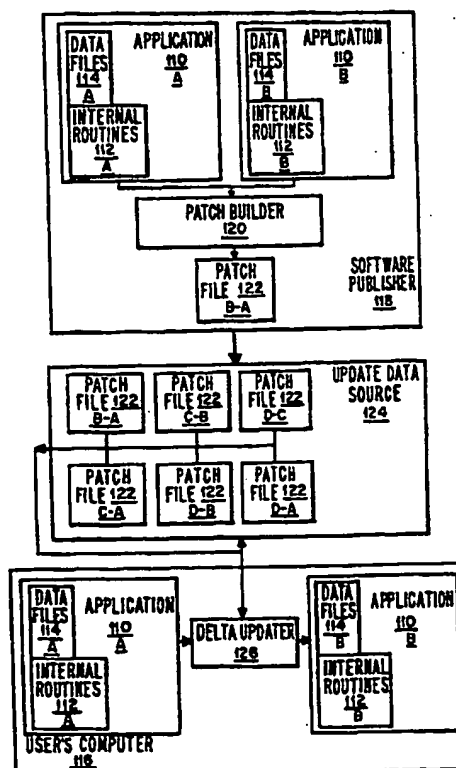 DATA
FILES
114
A
APPLICATION
110
A
INTERNAL
ROUTINES
112
A
DATA
FILES
114
B
APPLICATION
110
B
INTERNAL
ROUTINES
112
B
PATCH BUILDER
120
PATCH
FILE 122
B-A
SOFTWARE
PUBLISHER
118
PATCH
FILE 122
B-A
PATCH
FILE 122
C-B
PATCH
FILE 122
D-C
UPDATE DATA
SOURCE
124
PATCH
FILE 122
C-A
PATCH
FILE 122
D-B
PATCH
FILE 122
D-A
DATA
FILES
114
A
APPLICATION
110
A
INTERNAL
ROUTINES
112
A
DELTA UPDATER
126
DATA
FILES
114
B
APPLICATION
110
B
INTERNAL
ROUTINES
112
B
USER'S COMPUTER
116